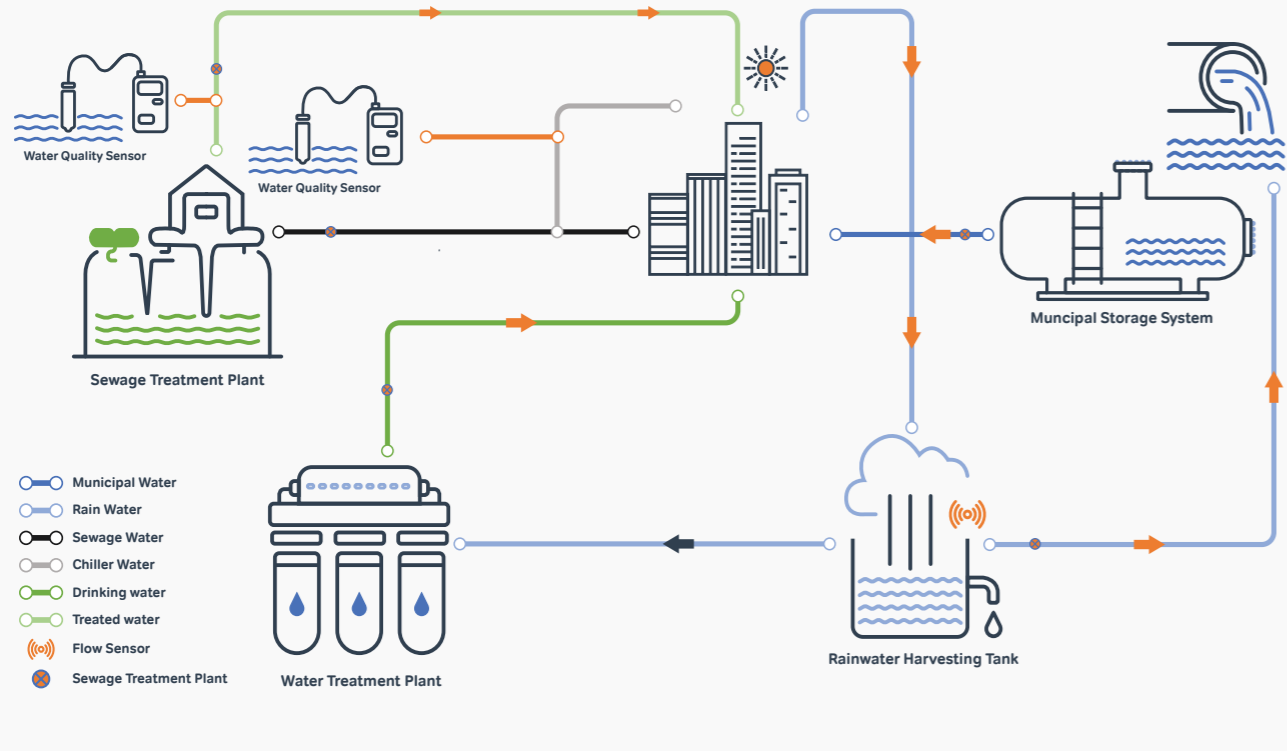 Water Quality Sensor
Water Quality Sensor
Muncipal Storage System
Sewage Treatment Plant
Municipal Water
Rain Water
Sewage Water
Chiller Water
Drinking water
Treated water
Flow Sensor
Sewage Treatment Plant
Water Treatment Plant
Rainwater Harvesting Tank